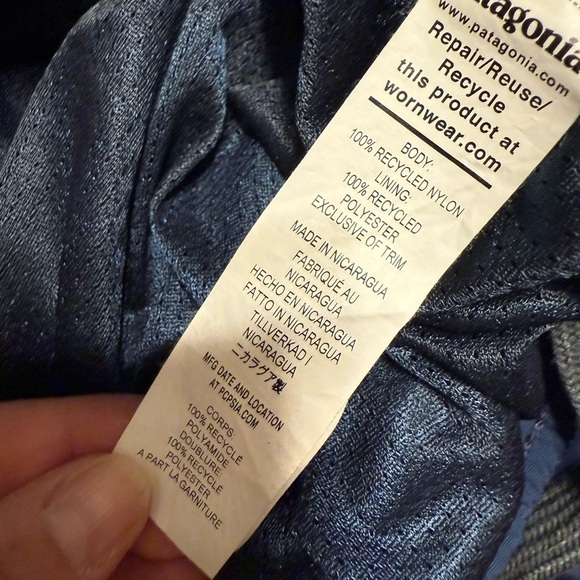 patagonia
www.patagonia.com
Repair/Reuse/
Recycle
this product at
wornwear.com
BODY:
100% RECYCLED NYLON
LINING:
100% RECYCLED
POLYESTER
EXCLUSIVE OF TRIM
MADE IN NICARAGUA
FABRIQUÉ AU
NICARAGUA
HECHO EN NICARAGUA
FATTO IN NICARAGUA
TILLVERKAD I
NICARAGUA
ニカラグア製
MFG DATE AND LOCATION
AT PCPSIA.COM
CORPS:
100% RECYCLÉ
POLYAMIDE
DOUBLURE:
100% RECYCLÉ
POLYESTER
A PART LA GARNITURE